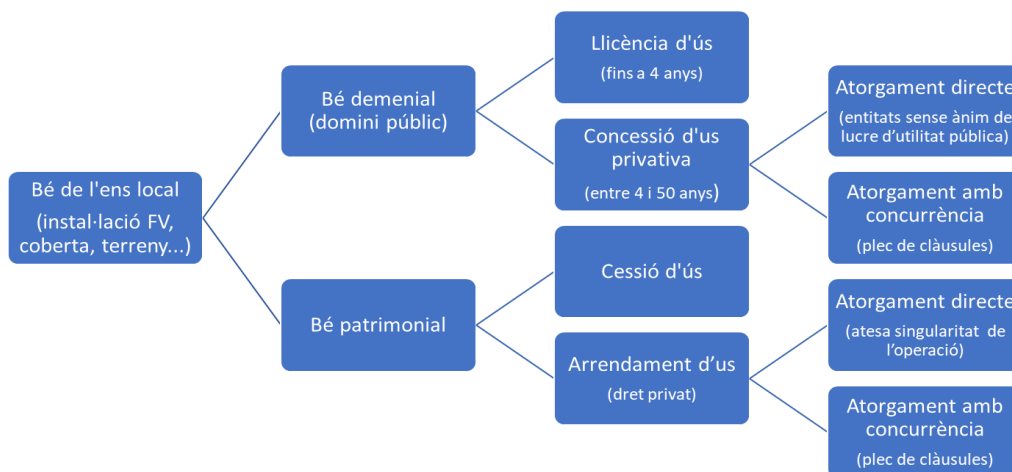 Bé de l'ens local
(instal·lació FV,
coberta, terreny...)
Bé demenial
(domini públic)
Llicència d'ús
(fins a 4 anys)
Concessió d'us
privativa
(entre 4 i 50 anys)
Atorgament directe
(entitats sense ànim de
lucre d’utilitat pública)
Atorgament amb
concurrència
(plec de clàusules)
Bé patrimonial
Cessió d'ús
Arrendament d’us
(dret privat)
Atorgament directe
(atesa singularitat de
l’operació)
Atorgament amb
concurrència
(plec de clàusules)